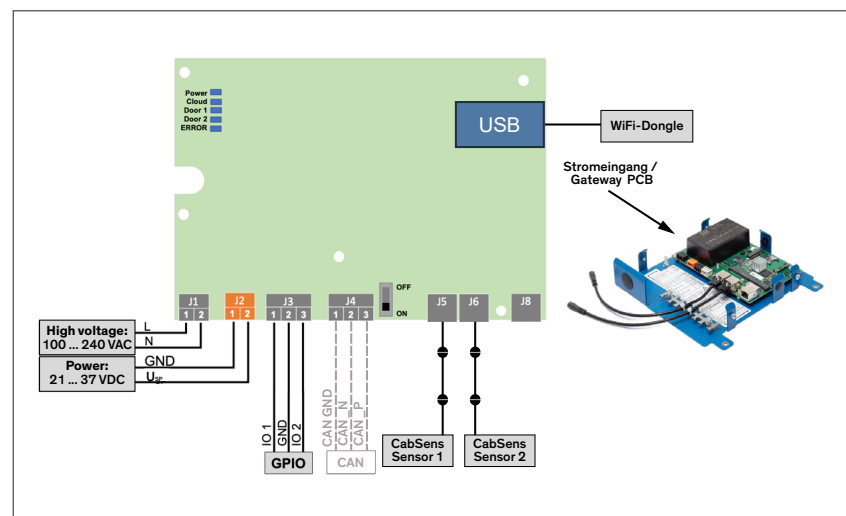 Power
Cloud
Door 1
Door 2
ERROR
USB
WiFi-Dongle
Stromeingang /
Gateway PCB
OFF
ON
J1
J2
J3
J4
J5
J6
J8
1 2
1 2
1 2 3
1 2 3
High voltage:
100 ... 240 VAC
L
N
Power:
21 ... 37 VDC
GND
USP
IO 1
GND
IO 2
GPIO
CAN GND
CAN_N
CAN_P
CAN
CabSens
Sensor 1
CabSens
Sensor 2